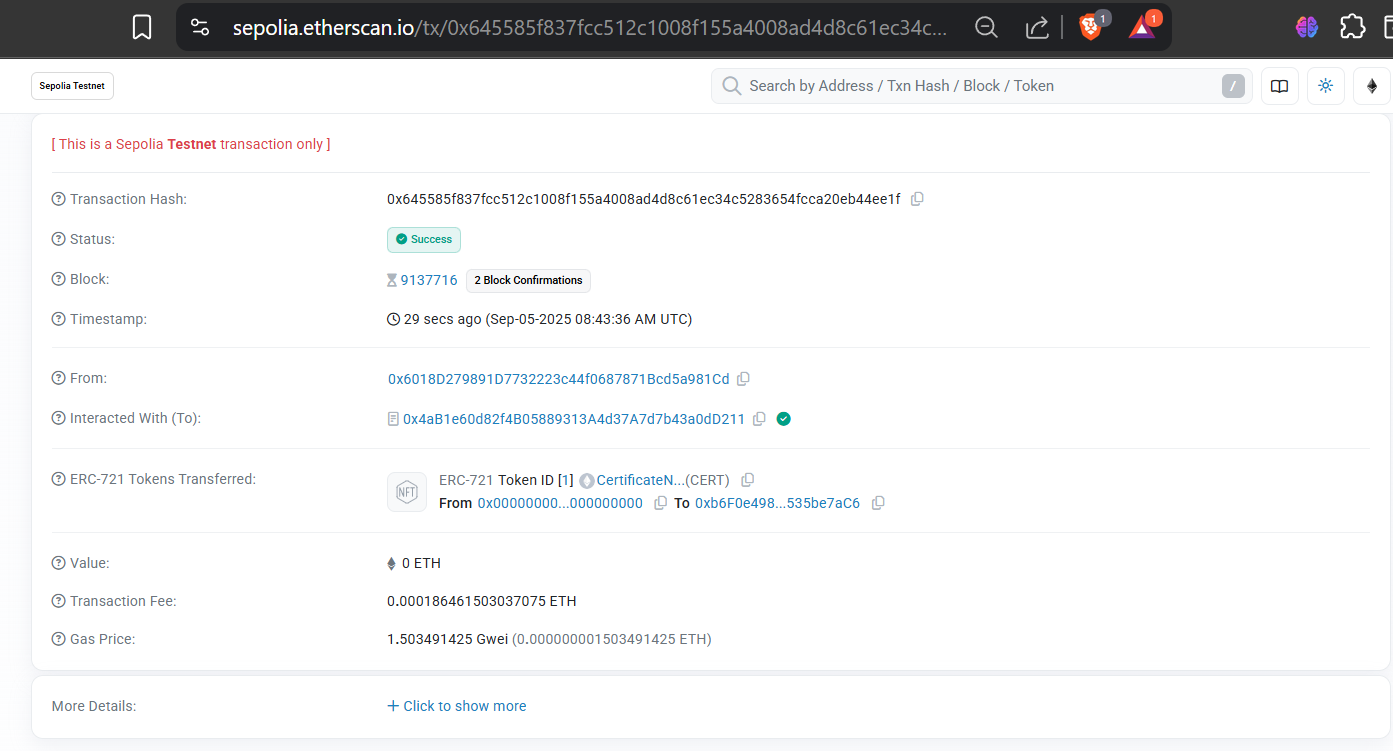 sepolia.etherscan.io/tx/0x645585f837fcc512c1008f155a4008ad4d8c61ec34c...
1
1
Sepolia Testnet
Search by Address / Txn Hash / Block / Token
/
[ This is a Sepolia Testnet transaction only ]
Transaction Hash: 0x645585f837fcc512c1008f155a4008ad4d8c61ec34c5283654fcca20eb44ee1f
Status: Success
Block: 9137716 2 Block Confirmations
Timestamp: 29 secs ago (Sep-05-2025 08:43:36 AM UTC)
From: 0x6018D279891D7732223c44f0687871Bcd5a981Cd
Interacted With (To): 0x4aB1e60d82f4B05889313A4d37A7d7b43a0dD211
ERC-721 Tokens Transferred: NFT ERC-721 Token ID [1] CertificateN...(CERT)
From 0x00000000...000000000 To 0xb6F0e498...535be7aC6
Value: 0 ETH
Transaction Fee: 0.000186461503037075 ETH
Gas Price: 1.503491425 Gwei (0.000000001503491425 ETH)
More Details: + Click to show more